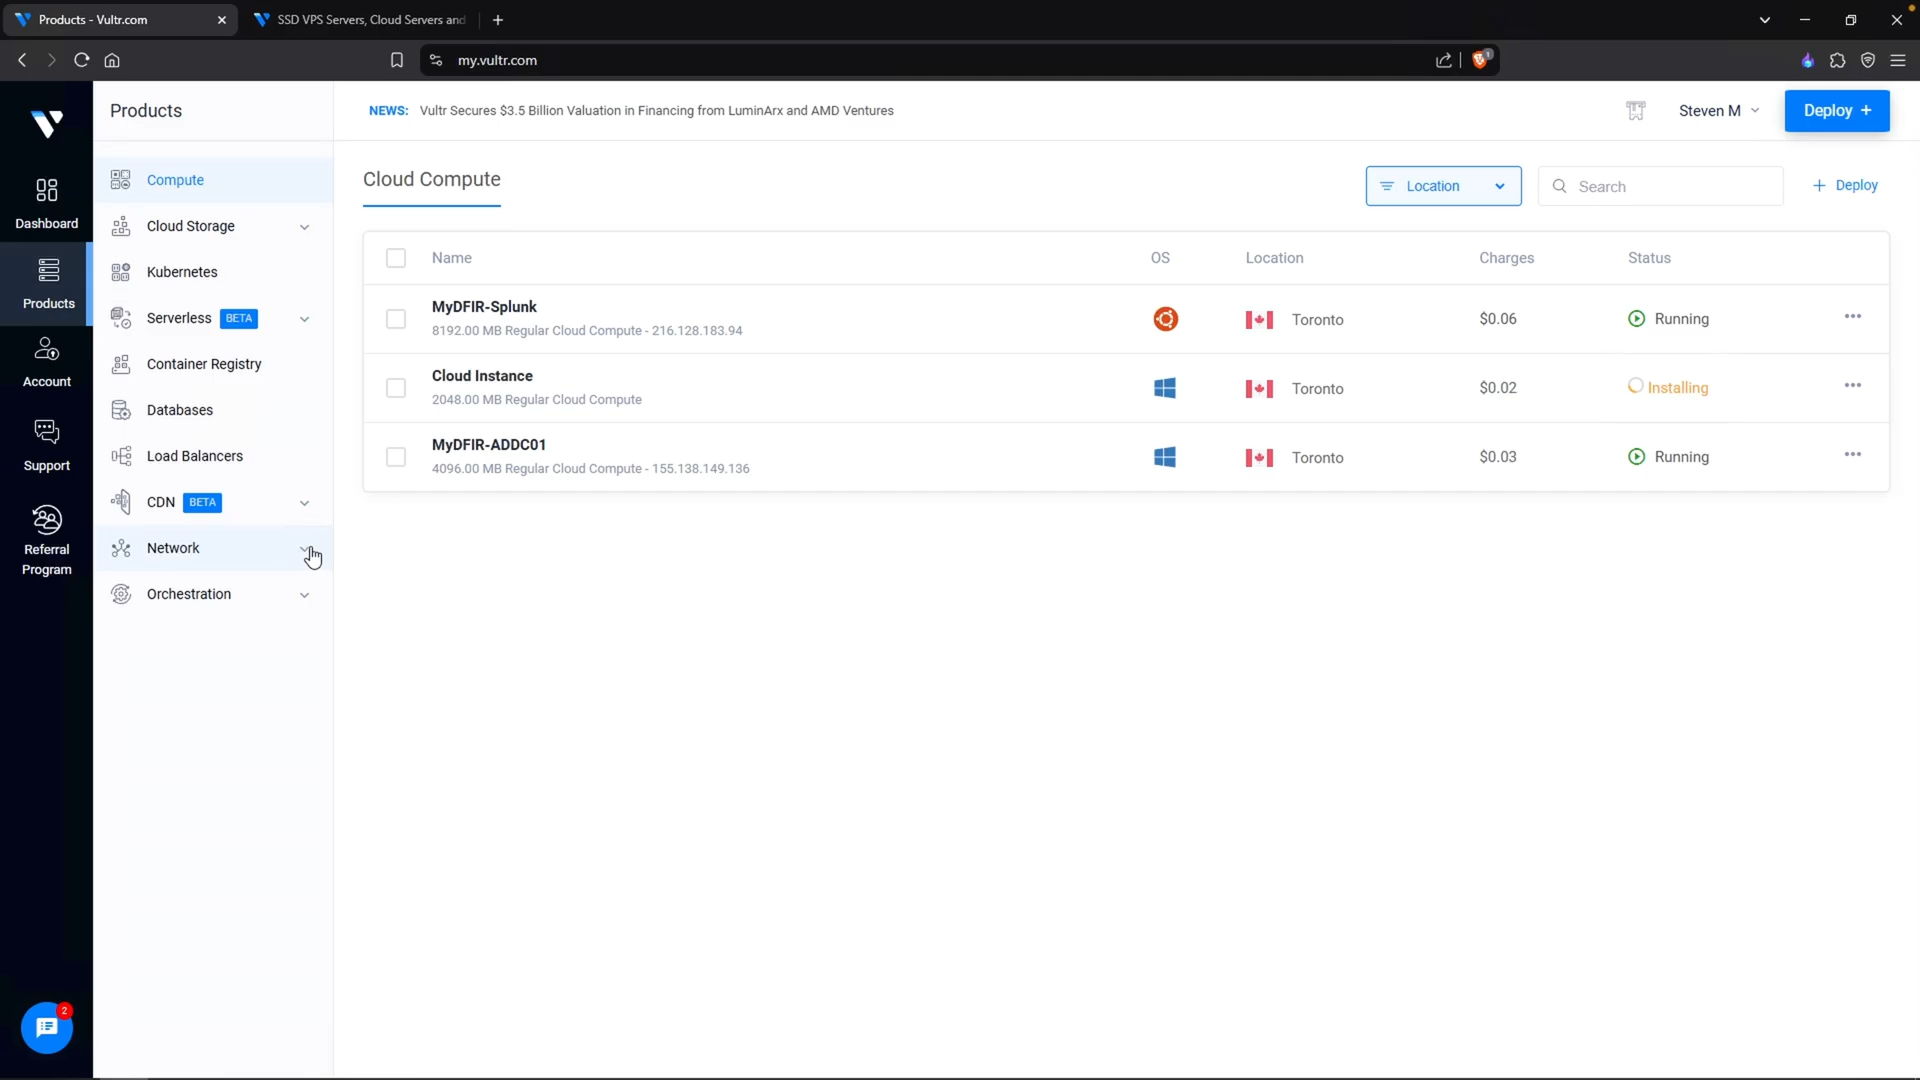 Products - Vultr.com
SSD VPS Servers, Cloud Servers and
my.vultr.com
1
Dashboard
Products
Account
Support
Referral
Program
2
Products
Compute
Cloud Storage
Kubernetes
Serverless BETA
Container Registry
Databases
Load Balancers
CDN BETA
Network
Orchestration
NEWS: Vultr Secures $3.5 Billion Valuation in Financing from LuminArx and AMD Ventures
Steven M
Deploy +
Cloud Compute
Location
Search
+ Deploy
Name OS Location Charges Status
MyDFIR-Splunk
8192.00 MB Regular Cloud Compute - 216.128.183.94
Toronto $0.06 Running
Cloud Instance
2048.00 MB Regular Cloud Compute
Toronto $0.02 Installing
MyDFIR-ADDC01
4096.00 MB Regular Cloud Compute - 155.138.149.136
Toronto $0.03 Running